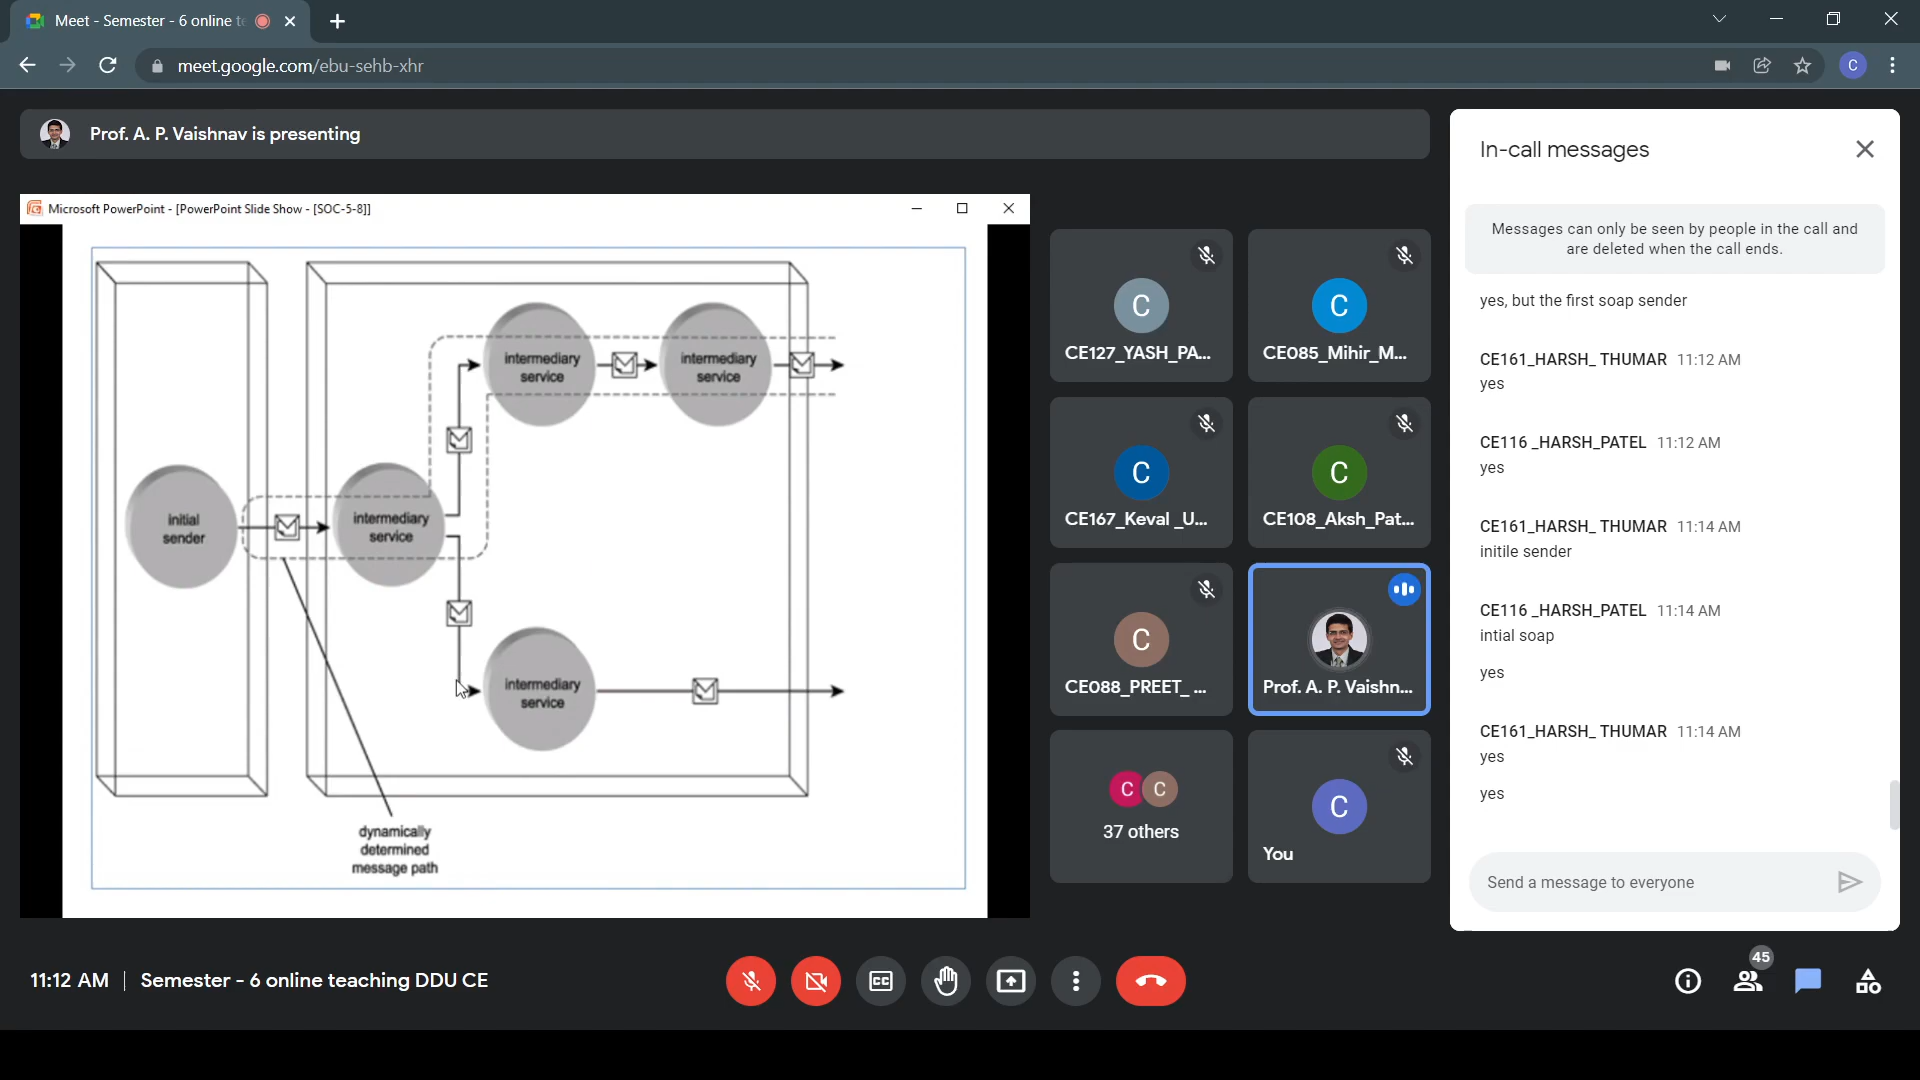 Meet - Semester - 6 online te
meet.google.com/ebu-sehb-xhr
C
Prof. A. P. Vaishnav is presenting
Microsoft PowerPoint - [PowerPoint Slide Show - [SOC-5-8]]
initial
sender
intermediary
service
intermediary
service
intermediary
service
intermediary
service
dynamically
determined
message path
C
CE127_YASH_PA...
C
CE085_Mihir_M...
C
CE167_Keval _U...
C
CE108_Aksh_Pat...
C
CE088_PREET_ ...
Prof. A. P. Vaishn...
C C
37 others
C
You
In-call messages
Messages can only be seen by people in the call and
are deleted when the call ends.
yes, but the first soap sender
CE161_HARSH_ THUMAR 11:12 AM
yes
CE116 _HARSH_PATEL 11:12 AM
yes
CE161_HARSH_ THUMAR 11:14 AM
initile sender
CE116 _HARSH_PATEL 11:14 AM
intial soap
yes
CE161_HARSH_ THUMAR 11:14 AM
yes
yes
Send a message to everyone
11:12 AM | Semester - 6 online teaching DDU CE
45